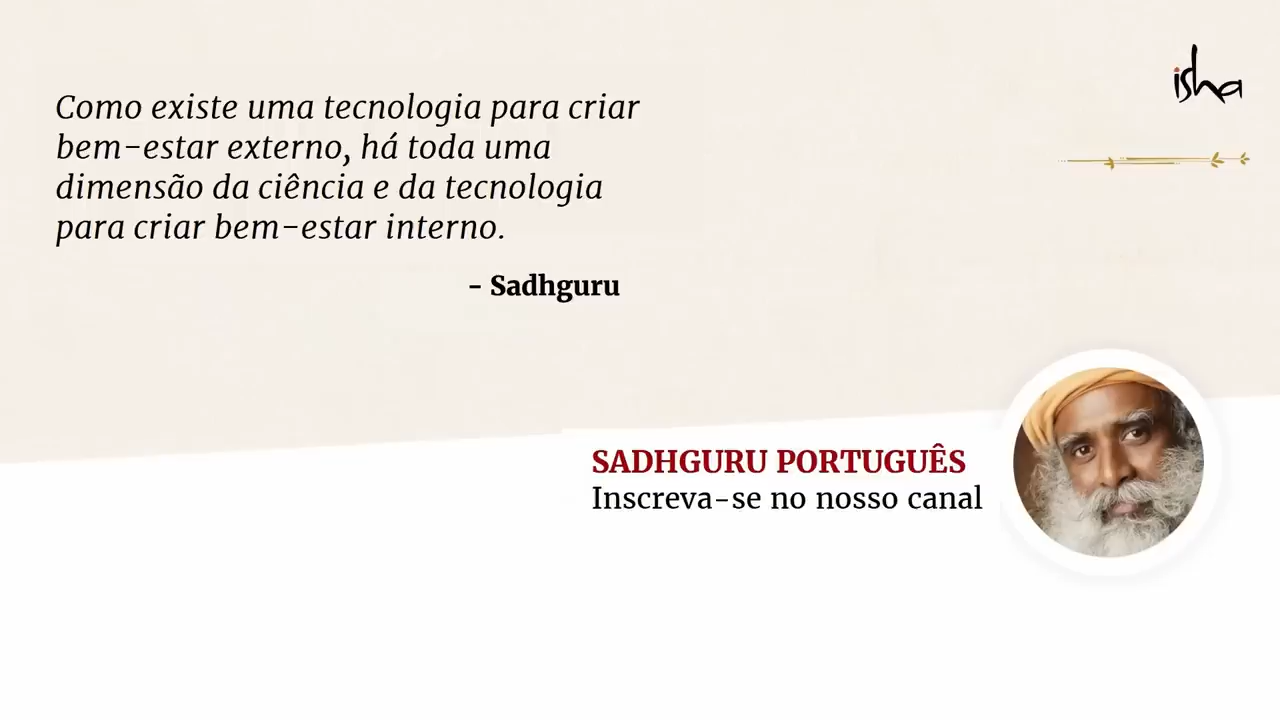 isha
Como existe uma tecnologia para criar
bem-estar externo, há toda uma
dimensão da ciência e da tecnologia
para criar bem-estar interno.
- Sadhguru
SADHGURU PORTUGUÊS
Inscreva-se no nosso canal